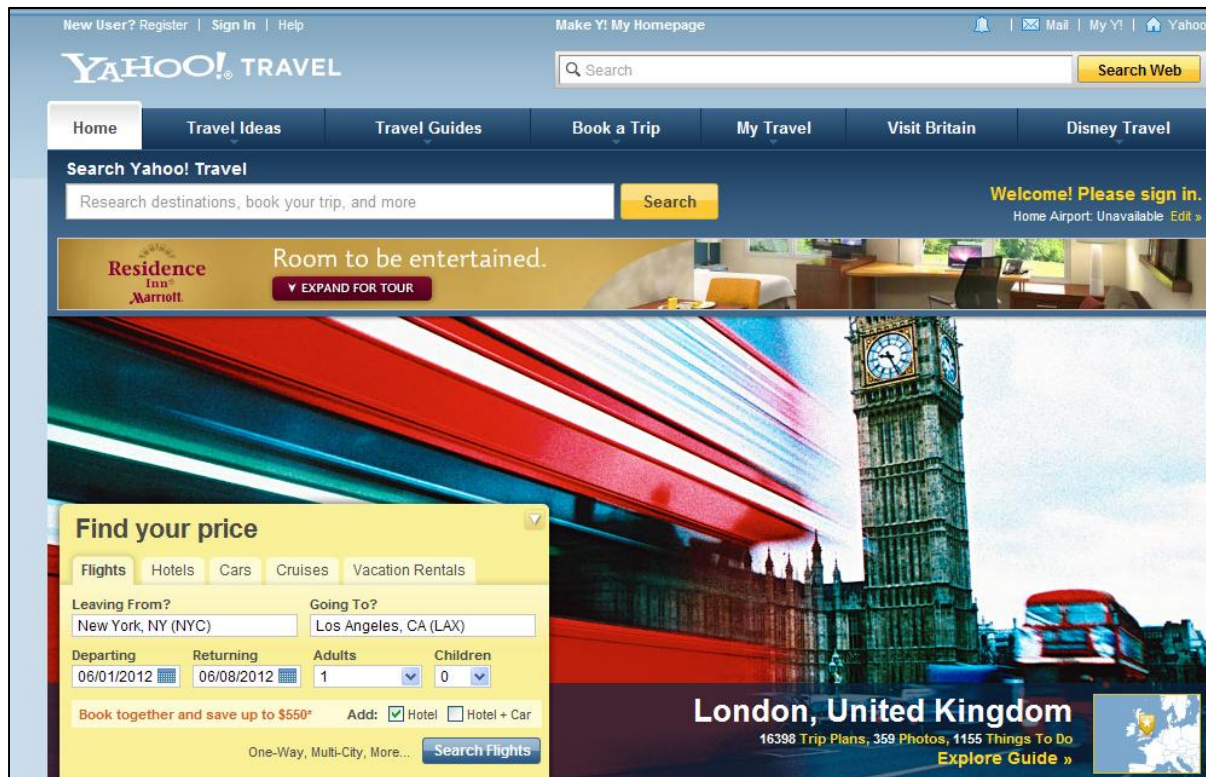 New User? Register | Sign In | Help Make Y! My Homepage | Mail | My Y! | Yahoo
YAHOO!® TRAVEL
Search Search Web
Home Travel Ideas Travel Guides Book a Trip My Travel Visit Britain Disney Travel
Search Yahoo! Travel
Research destinations, book your trip, and more Search
Welcome! Please sign in.
Home Airport: Unavailable Edit »
Residence
Inn®
Marriott
Room to be entertained.
EXPAND FOR TOUR
Find your price
Flights Hotels Cars Cruises Vacation Rentals
Leaving From? Going To?
New York, NY (NYC) Los Angeles, CA (LAX)
Departing Returning Adults Children
06/01/2012 06/08/2012 1 0
Book together and save up to $550* Add: Hotel Hotel + Car
One-Way, Multi-City, More... Search Flights
London, United Kingdom
16398 Trip Plans, 359 Photos, 1155 Things To Do
Explore Guide »